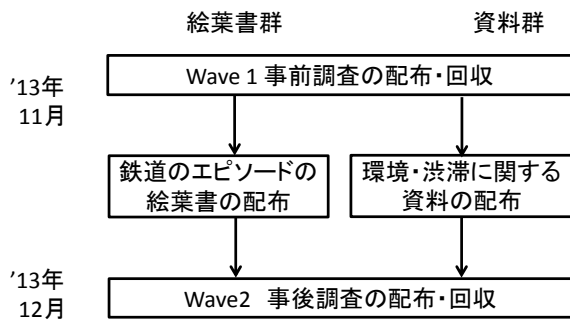 絵葉書群 資料群
'13年
11月
Wave 1 事前調査の配布・回収
鉄道のエピソードの
絵葉書の配布
環境・渋滞に関する
資料の配布
'13年
12月
Wave2 事後調査の配布・回収